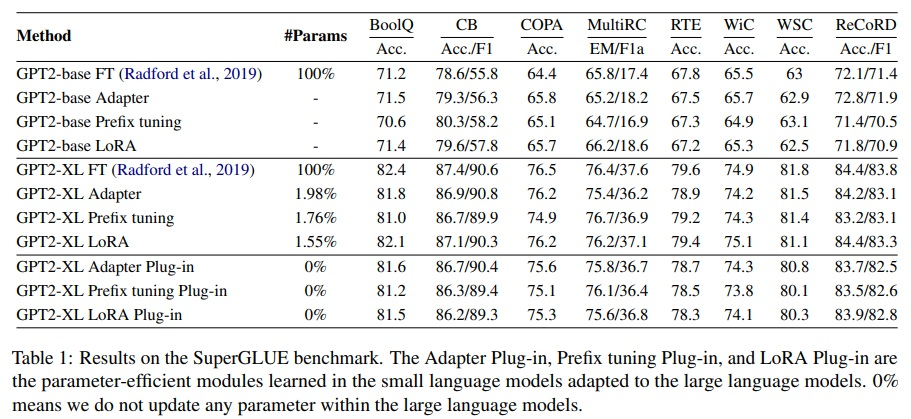 Method #Params BoolQ CB COPA MultiRC RTE WiC WSC ReCoRD
Acc. Acc./F1 Acc. EM/F1a Acc. Acc. Acc. Acc./F1
GPT2-base FT (Radford et al., 2019) 100% 71.2 78.6/55.8 64.4 65.8/17.4 67.8 65.5 63 72.1/71.4
GPT2-base Adapter - 71.5 79.3/56.3 65.8 65.2/18.2 67.5 65.7 62.9 72.8/71.9
GPT2-base Prefix tuning - 70.6 80.3/58.2 65.1 64.7/16.9 67.3 64.9 63.1 71.4/70.5
GPT2-base LoRA - 71.4 79.6/57.8 65.7 66.2/18.6 67.2 65.3 62.5 71.8/70.9
GPT2-XL FT (Radford et al., 2019) 100% 82.4 87.4/90.6 76.5 76.4/37.6 79.6 74.9 81.8 84.4/83.8
GPT2-XL Adapter 1.98% 81.8 86.9/90.8 76.2 75.4/36.2 78.9 74.2 81.5 84.2/83.1
GPT2-XL Prefix tuning 1.76% 81.0 86.7/89.9 74.9 76.7/36.9 79.2 74.3 81.4 83.2/83.1
GPT2-XL LoRA 1.55% 82.1 87.1/90.3 76.2 76.2/37.1 79.4 75.1 81.1 84.4/83.3
GPT2-XL Adapter Plug-in 0% 81.6 86.7/90.4 75.6 75.8/36.7 78.7 74.3 80.8 83.7/82.5
GPT2-XL Prefix tuning Plug-in 0% 81.2 86.3/89.4 75.1 76.1/36.4 78.5 73.8 80.1 83.5/82.6
GPT2-XL LoRA Plug-in 0% 81.5 86.2/89.3 75.3 75.6/36.8 78.3 74.1 80.3 83.9/82.8
Table 1: Results on the SuperGLUE benchmark. The Adapter Plug-in, Prefix tuning Plug-in, and LoRA Plug-in are
the parameter-efficient modules learned in the small language models adapted to the large language models. 0%
means we do not update any parameter within the large language models.